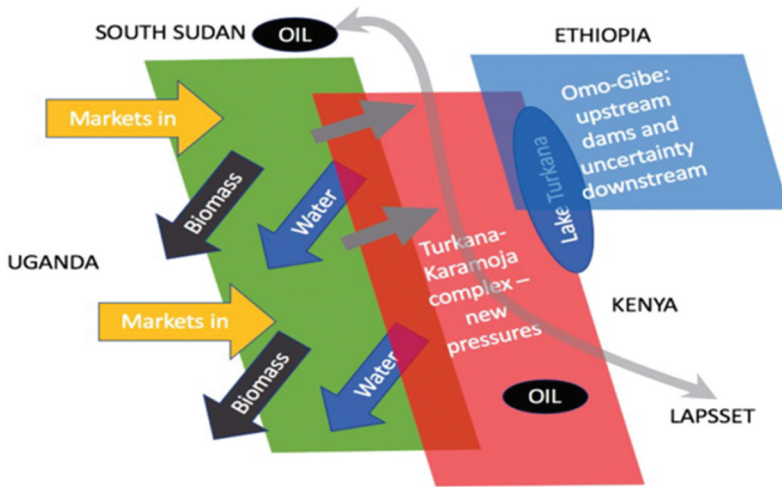 SOUTH SUDAN
OIL
ETHIOPIA
Markets in
Omo-Gibe:
upstream
dams and
uncertainty
downstream
Biomass
Water
Lake Turkana
UGANDA
Turkana-
Karamoja
complex –
new
pressures
KENYA
Markets in
Biomass
Water
OIL
LAPSSET